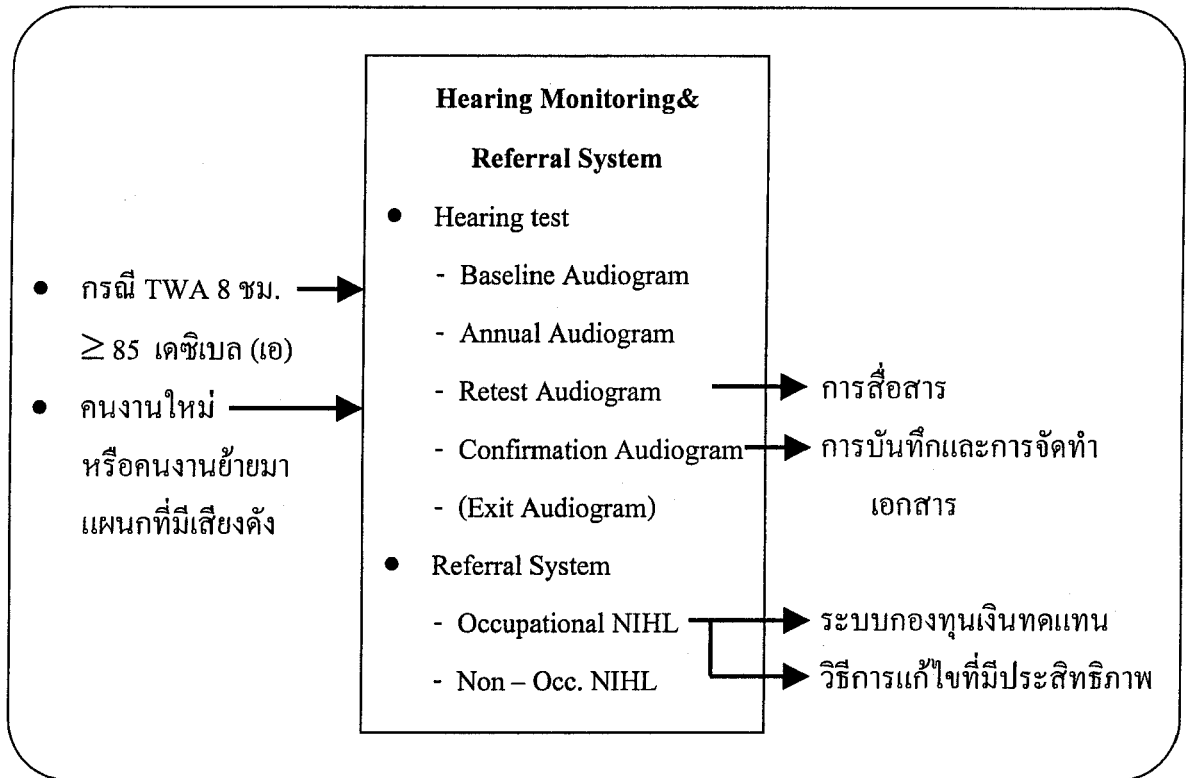 Hearing Monitoring&
Referral System
● Hearing test
- Baseline Audiogram
● กรณี TWA 8 ชม.
≥ 85 เดซิเบล (เอ)
- Annual Audiogram
- Retest Audiogram
การสื่อสาร
● คนงานใหม่
หรือคนงานย้ายมา
แผนกที่มีเสียงดัง
- Confirmation Audiogram
การบันทึกและการจัดทำ
เอกสาร
- (Exit Audiogram)
● Referral System
- Occupational NIHL
ระบบกองทุนเงินทดแทน
- Non – Occ. NIHL
วิธีการแก้ไขที่มีประสิทธิภาพ